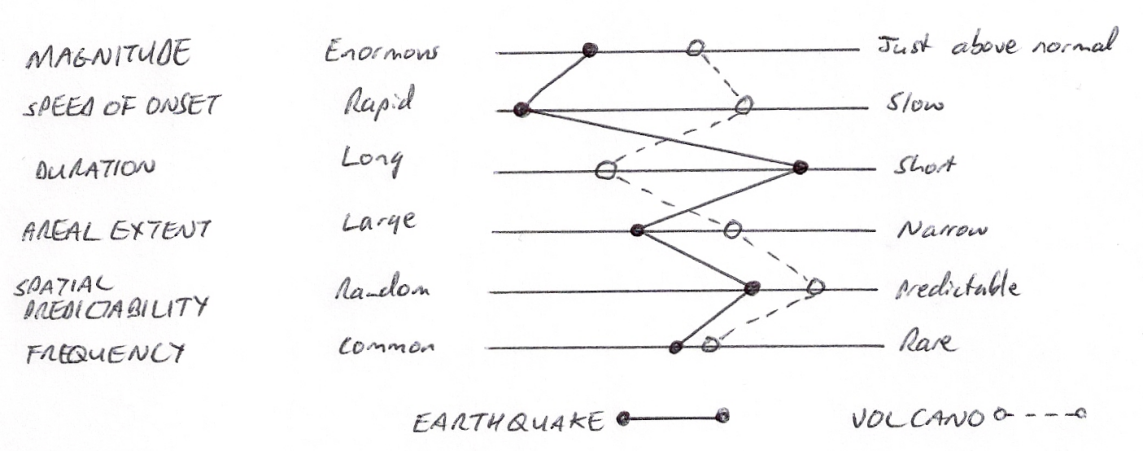 MAGNITUDE Enormous Just above normal
SPEED OF ONSET Rapid Slow
DURATION Long Short
AREAL EXTENT Large Narrow
SPATIAL
PREDICTABILITY Random Predictable
FREQUENCY Common Rare
EARTHQUAKE VOLCANO